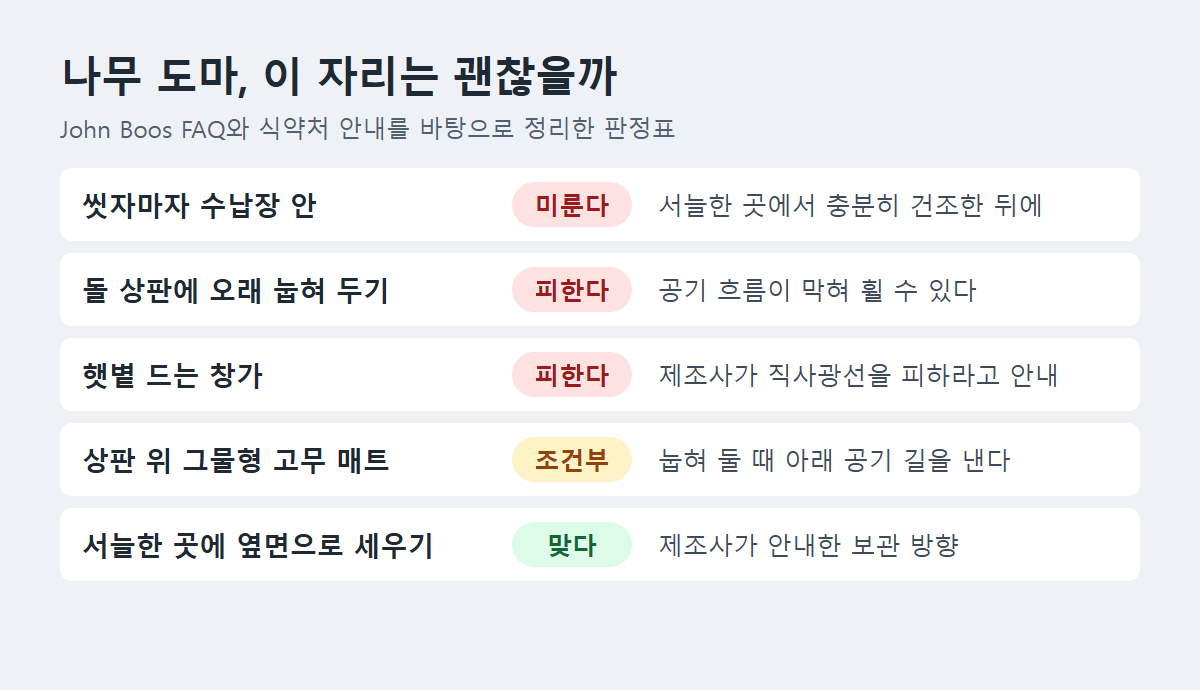 나무 도마, 이 자리는 괜찮을까
John Boos FAQ와 식약처 안내를 바탕으로 정리한 판정표
씻자마자 수납장 안 미룬다 서늘한 곳에서 충분히 건조한 뒤에
돌 상판에 오래 눕혀 두기 피한다 공기 흐름이 막혀 휠 수 있다
햇볕 드는 창가 피한다 제조사가 직사광선을 피하라고 안내
상판 위 그물형 고무 매트 조건부 눕혀 둘 때 아래 공기 길을 낸다
서늘한 곳에 옆면으로 세우기 맞다 제조사가 안내한 보관 방향